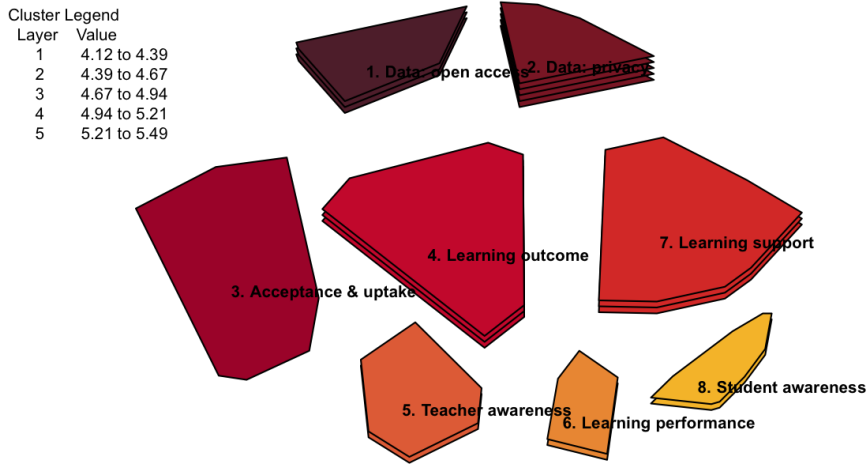 Cluster Legend
Layer Value
1 4.12 to 4.39
2 4.39 to 4.67
3 4.67 to 4.94
4 4.94 to 5.21
5 5.21 to 5.49
1. Data: open access
2. Data: privacy
3. Acceptance & uptake
4. Learning outcome
7. Learning support
5. Teacher awareness
6. Learning performance
8. Student awareness